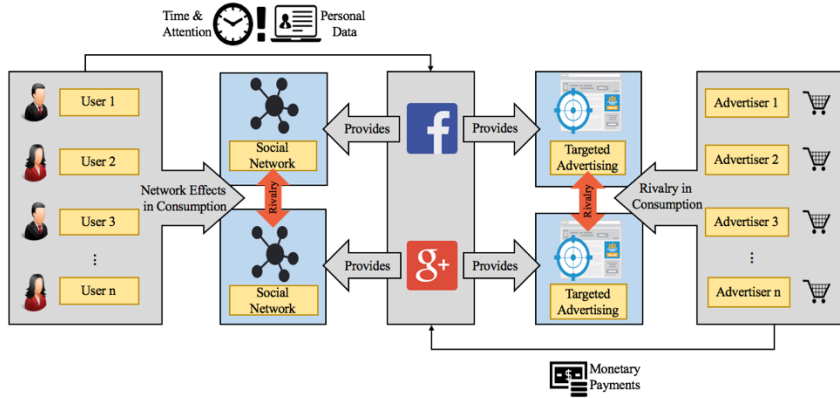 Time &
Attention
Personal
Data
User 1
User 2
User 3
...
User n
Network Effects
in Consumption
Social
Network
Rivalry
Social
Network
Provides
Provides
f
g+
Provides
Provides
Targeted
Advertising
Rivalry
Targeted
Advertising
Rivalry in
Consumption
Advertiser 1
Advertiser 2
Advertiser 3
...
Advertiser n
$
Monetary
Payments